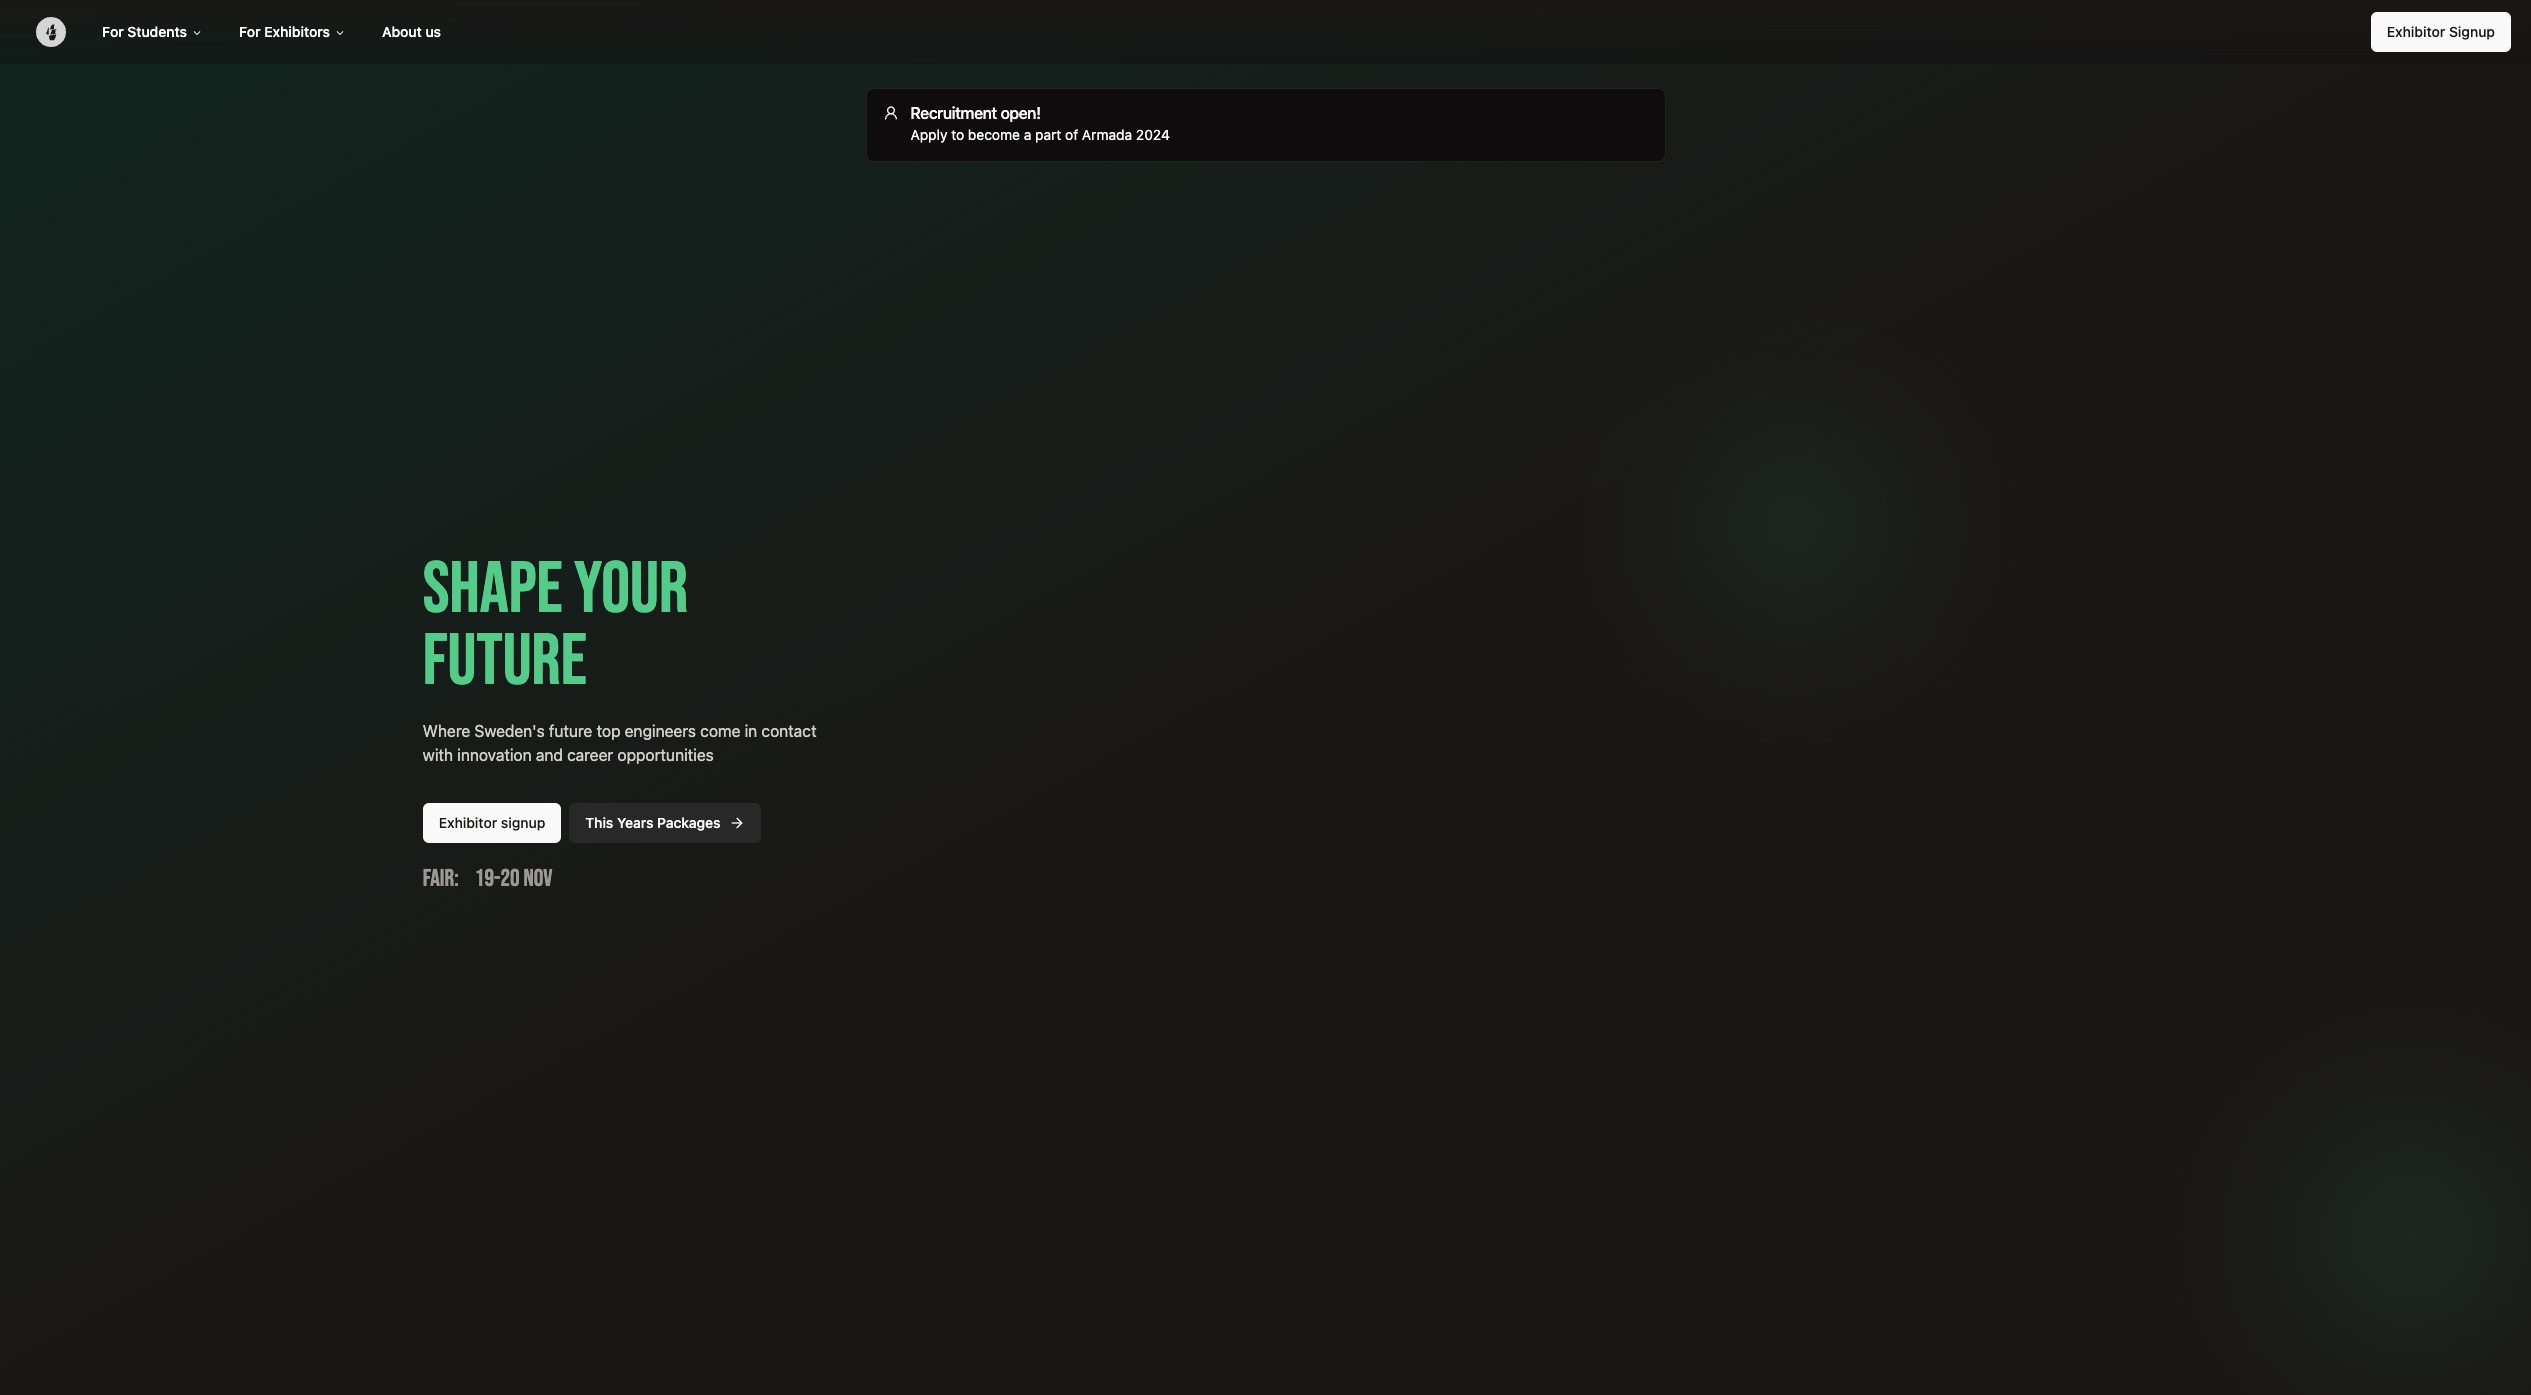 For Students
For Exhibitors
About us
Exhibitor Signup
Recruitment open!
Apply to become a part of Armada 2024
SHAPE YOUR
FUTURE
Where Sweden's future top engineers come in contact
with innovation and career opportunities
Exhibitor signup
This Years Packages
FAIR: 19-20 NOV